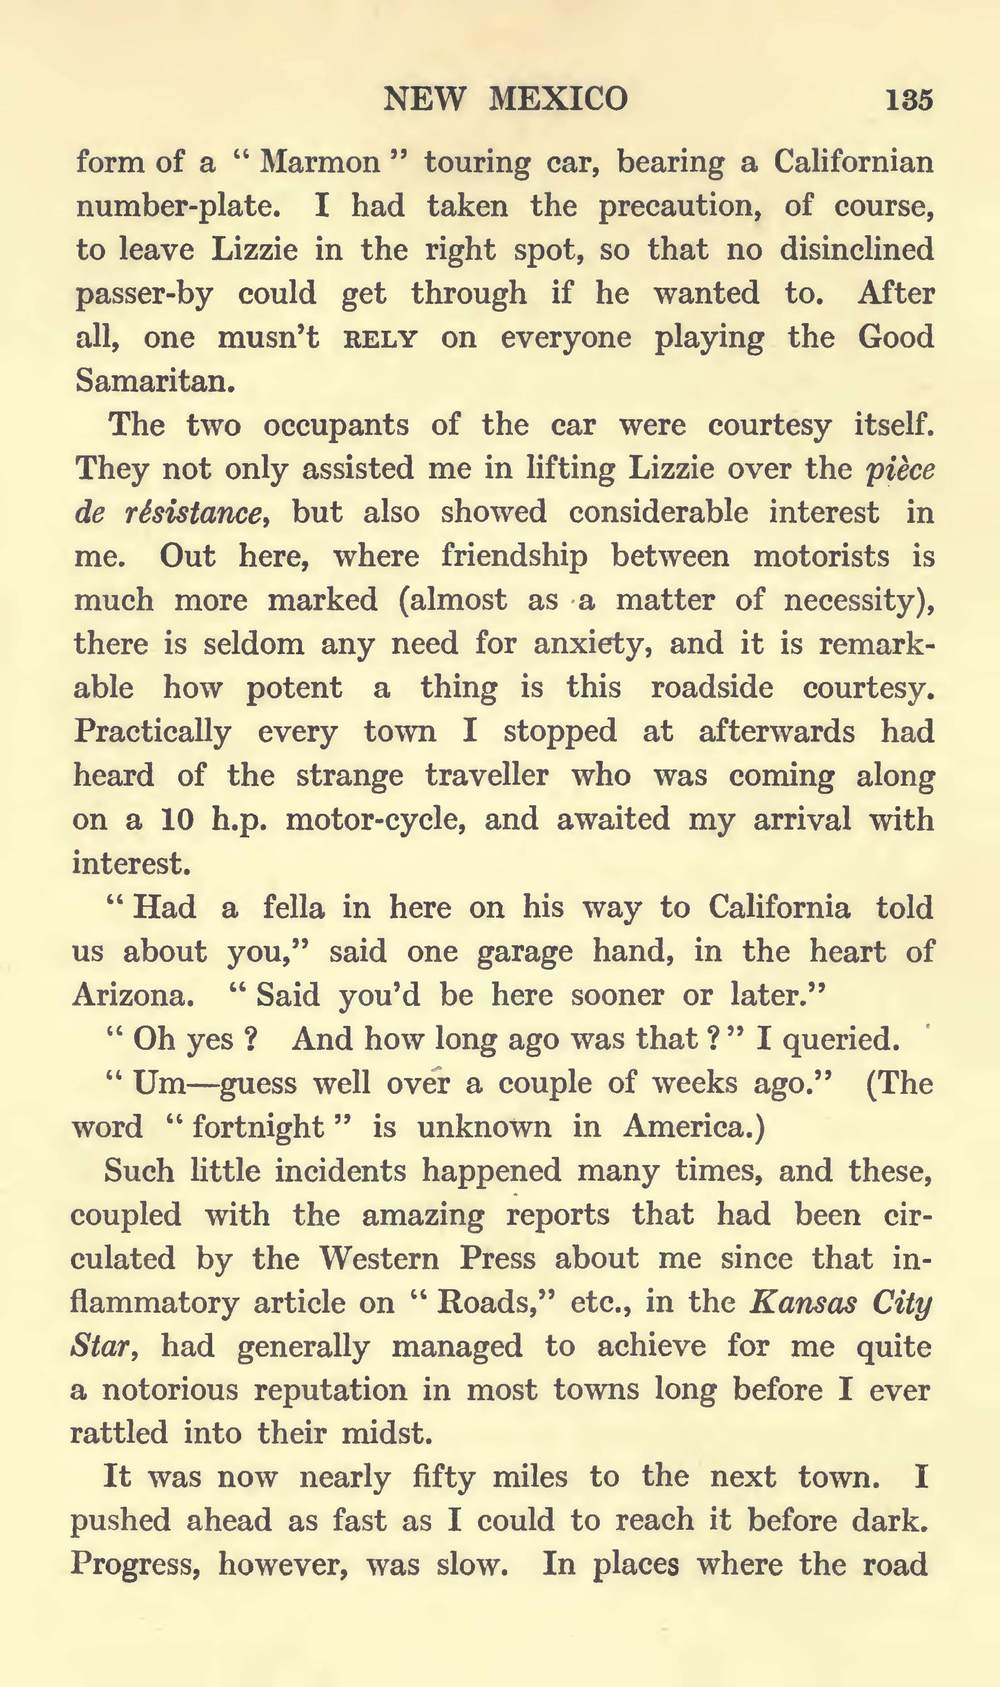 NEW MEXICO 135
form of a “ Marmon ” touring car, bearing a Californian
number-plate. I had taken the precaution, of course,
to leave Lizzie in the right spot, so that no disinclined
passer-by could get through if he wanted to. After
all, one musn’t RELY on everyone playing the Good
Samaritan.
The two occupants of the car were courtesy itself.
They not only assisted me in lifting Lizzie over the pièce
de résistance, but also showed considerable interest in
me. Out here, where friendship between motorists is
much more marked (almost as a matter of necessity),
there is seldom any need for anxiety, and it is remark-
able how potent a thing is this roadside courtesy.
Practically every town I stopped at afterwards had
heard of the strange traveller who was coming along
on a 10 h.p. motor-cycle, and awaited my arrival with
interest.
“ Had a fella in here on his way to California told
us about you,” said one garage hand, in the heart of
Arizona. “ Said you’d be here sooner or later.”
“ Oh yes ? And how long ago was that ? ” I queried.
“ Um—guess well over a couple of weeks ago.” (The
word “ fortnight ” is unknown in America.)
Such little incidents happened many times, and these,
coupled with the amazing reports that had been cir-
culated by the Western Press about me since that in-
flammatory article on “ Roads,” etc., in the Kansas City
Star, had generally managed to achieve for me quite
a notorious reputation in most towns long before I ever
rattled into their midst.
It was now nearly fifty miles to the next town. I
pushed ahead as fast as I could to reach it before dark.
Progress, however, was slow. In places where the road